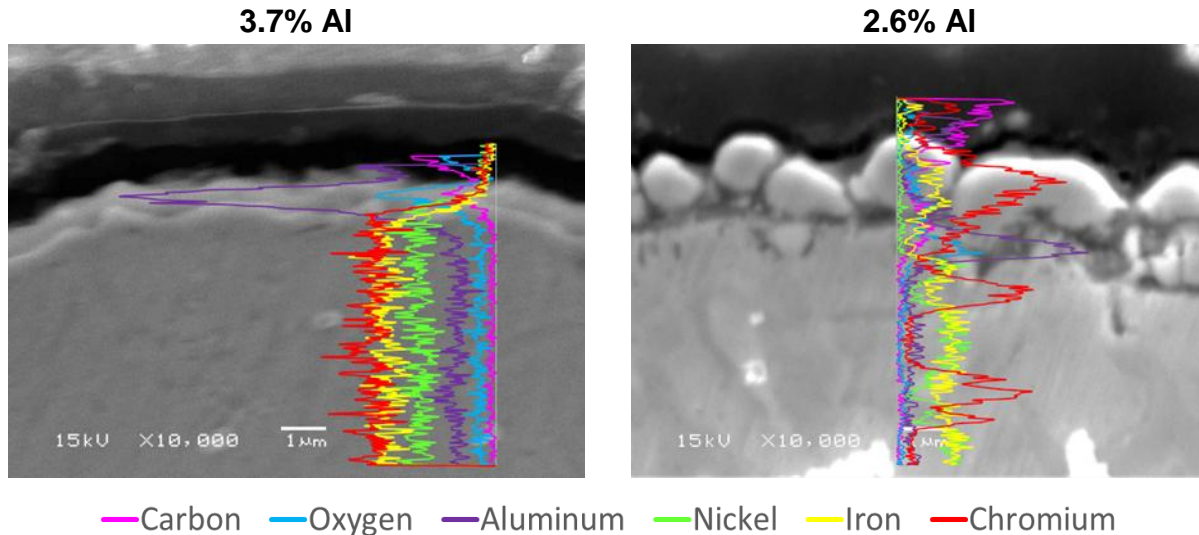 3.7% Al
2.6% Al
15kV X10,000 1μm
15kV X10,000 μm
Carbon Oxygen Aluminum Nickel Iron Chromium